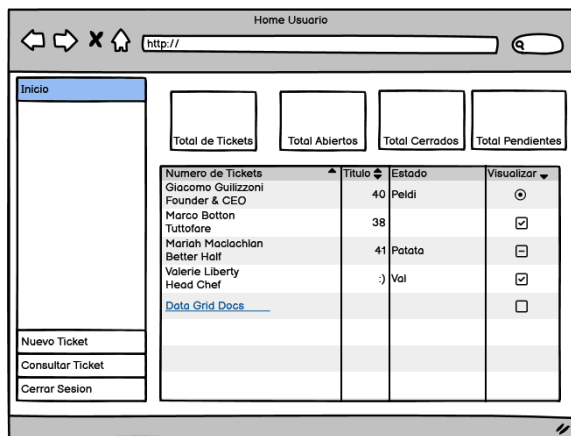 Home Usuario
http://
Inicio
Total de Tickets
Total Abiertos
Total Cerrados
Total Pendientes
Numero de Tickets Titulo Estado Visualizar
Giacomo Guilizzoni
Founder & CEO
40 Peldi
Marco Botton
Tuttofare
38
Mariah Maclachlan
Better Half
41 Patata
Valerie Liberty
Head Chef
:) Val
Data Grid Docs
Nuevo Ticket
Consultar Ticket
Cerrar Sesion